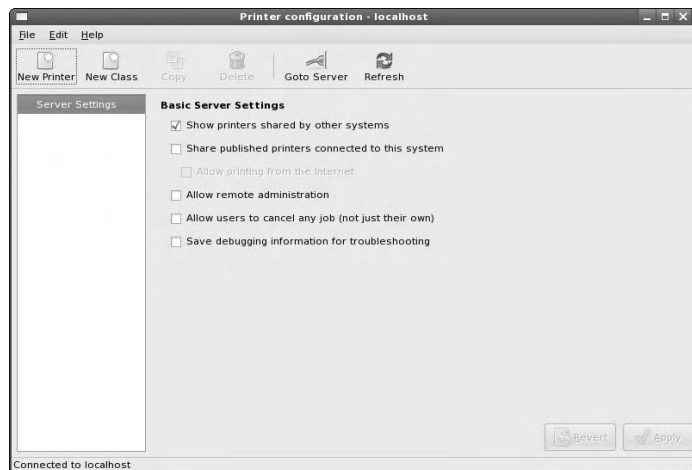 Printer configuration - localhost
File Edit Help
New Printer New Class Copy Delete Goto Server Refresh
Server Settings
Basic Server Settings
Show printers shared by other systems
Share published printers connected to this system
Allow printing from the Internet
Allow remote administration
Allow users to cancel any job (not just their own)
Save debugging information for troubleshooting
Revert Apply
Connected to localhost